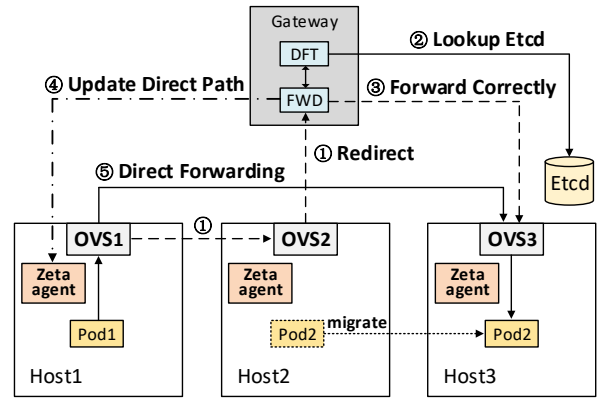 Gateway
② Lookup Etcd
DFT
④ Update Direct Path
③ Forward Correctly
FWD
① Redirect
⑤ Direct Forwarding
Etcd
①
OVS1
OVS2
OVS3
Zeta
agent
Zeta
agent
Zeta
agent
Pod1
Pod2
migrate
Pod2
Host1
Host2
Host3